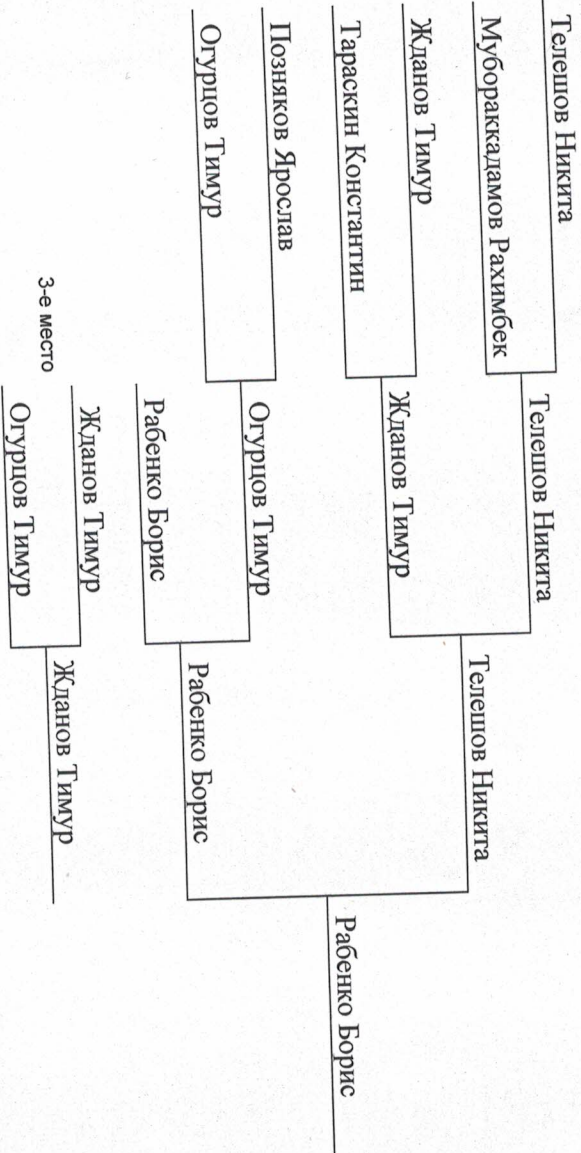 Телешов Никита
Мубораккадамов Рахимбек
Жданов Тимур
Тараскин Константин
Позняков Ярослав
Огурцов Тимур
Телешов Никита
Жданов Тимур
Огурцов Тимур
Рабенко Борис
Телешов Никита
Рабенко Борис
Рабенко Борис
3-е место
Жданов Тимур
Огурцов Тимур
Жданов Тимур